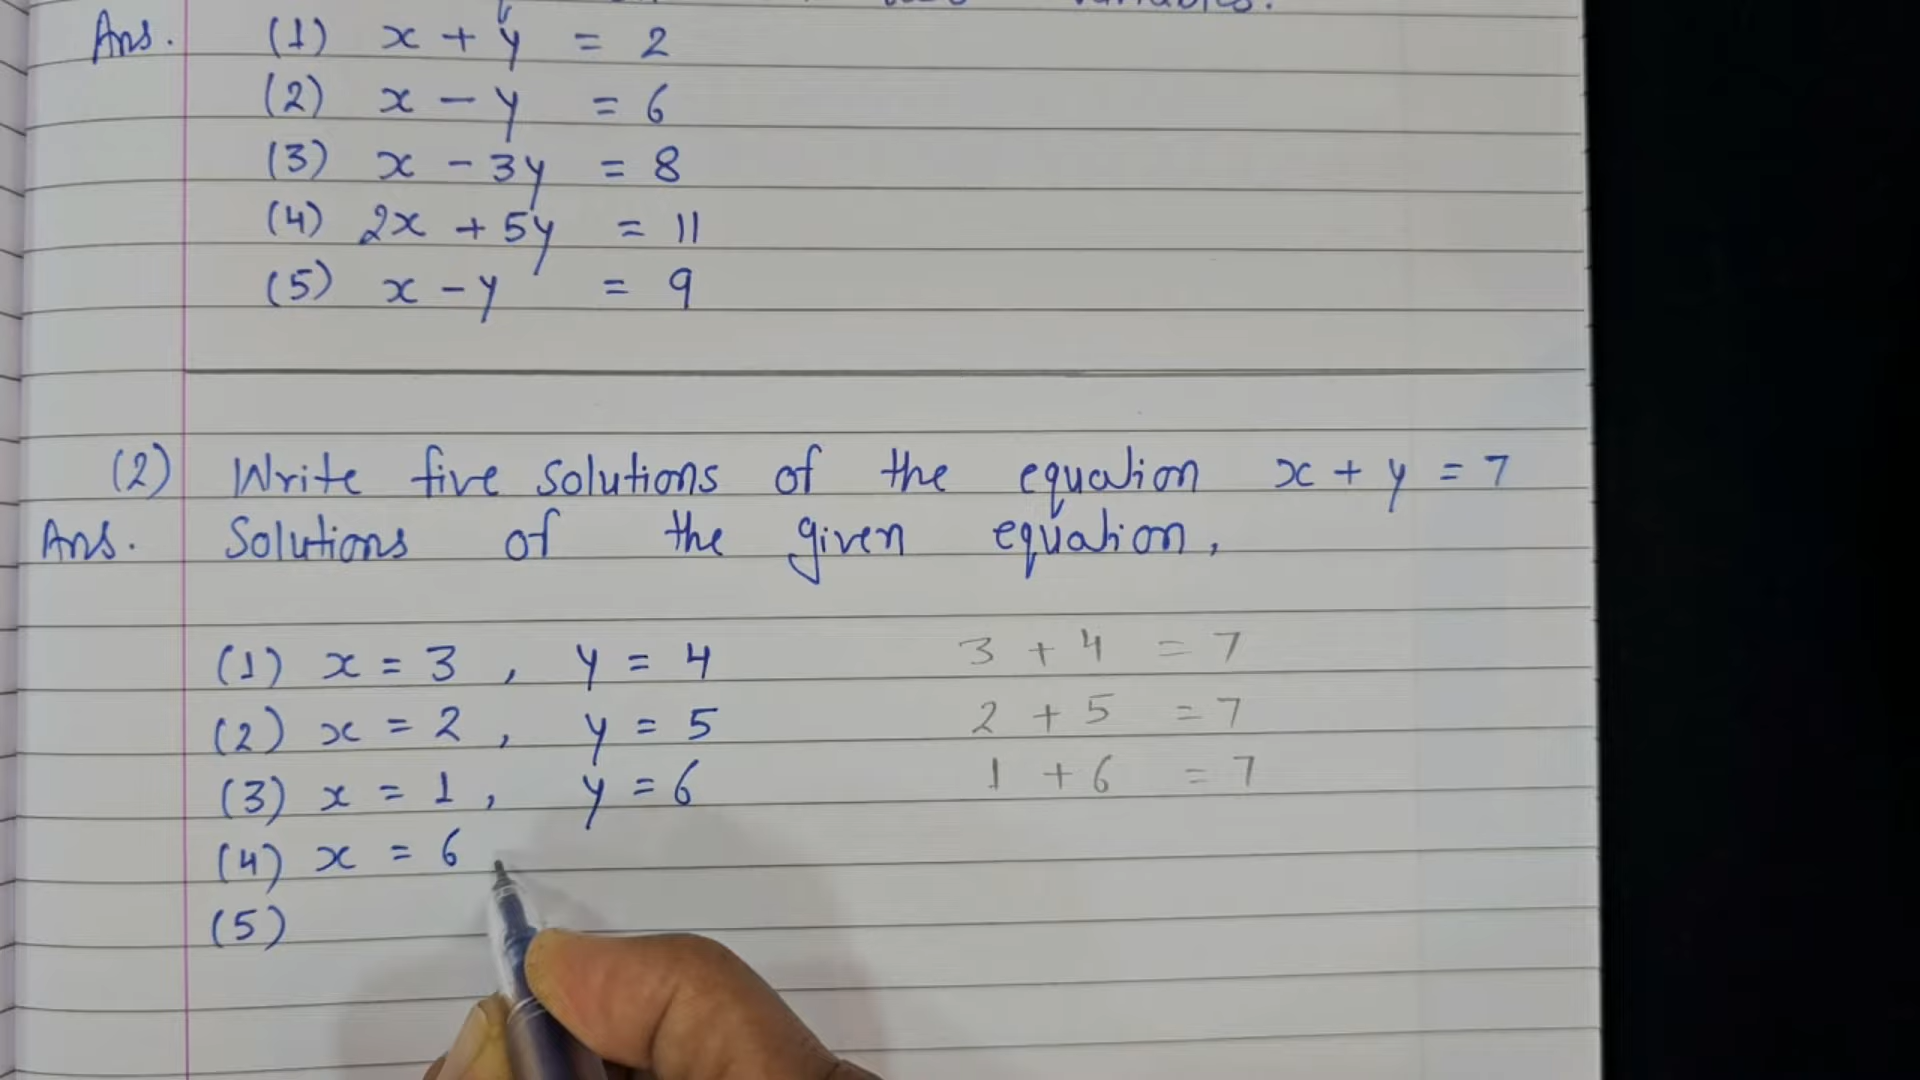 variables.
Ans. (1) x + y = 2
(2) x - y = 6
(3) x - 3y = 8
(4) 2x + 5y = 11
(5) x - y = 9
(2) Write five solutions of the equation x + y = 7
Ans. Solutions of the given equation,
(1) x = 3 , y = 4 3 + 4 = 7
(2) x = 2 , y = 5 2 + 5 = 7
(3) x = 1 , y = 6 1 + 6 = 7
(4) x = 6
(5)